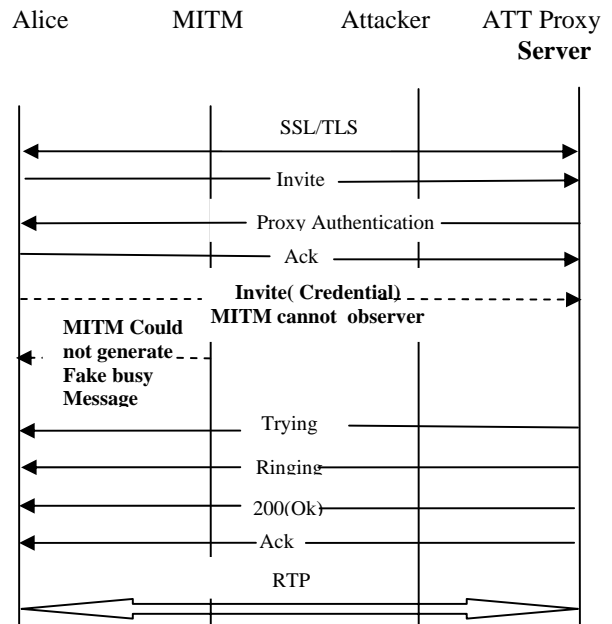 Alice MITM Attacker ATT Proxy
Server
SSL/TLS
Invite
Proxy Authentication
Ack
Invite( Credential)
MITM cannot observer
MITM Could
not generate
Fake busy
Message
Trying
Ringing
200(Ok)
Ack
RTP